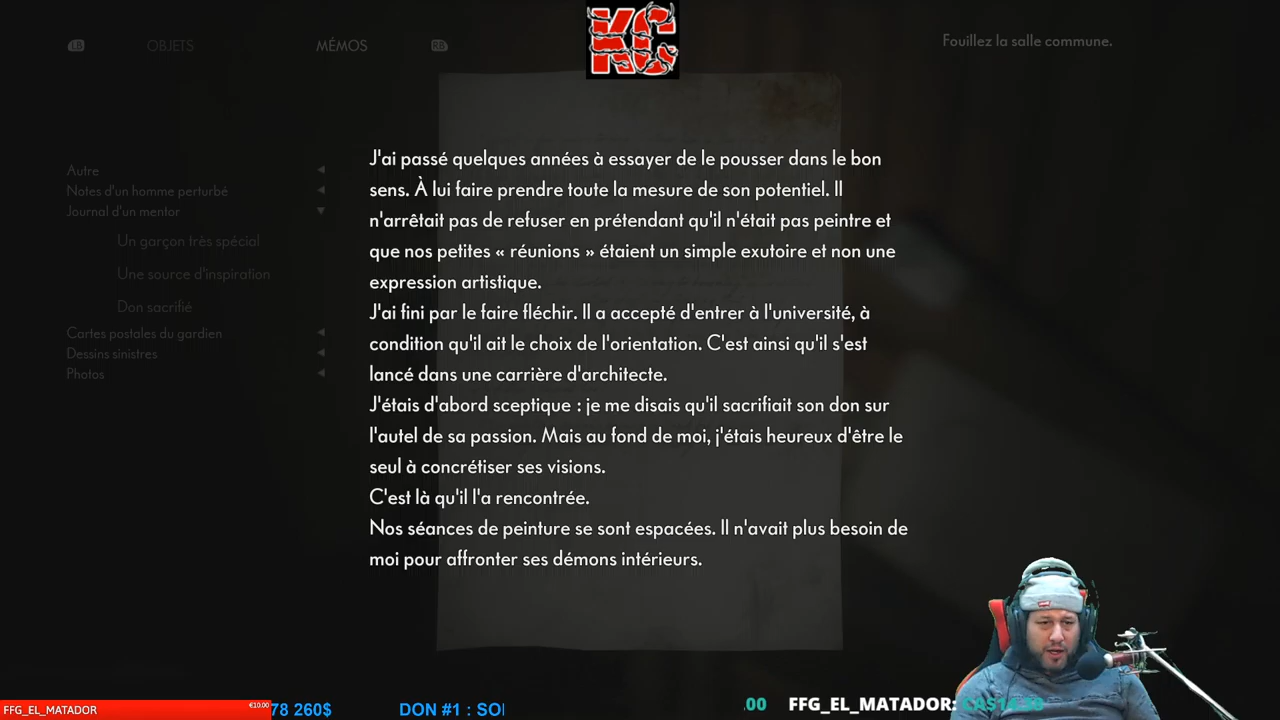 KC
LB
OBJETS
MÉMOS
RB
Fouillez la salle commune.
Autre
Notes d'un homme perturbé
Journal d'un mentor
Un garçon très spécial
Une source d'inspiration
Don sacrifié
Cartes postales du gardien
Dessins sinistres
Photos
J'ai passé quelques années à essayer de le pousser dans le bon
sens. À lui faire prendre toute la mesure de son potentiel. Il
n'arrêtait pas de refuser en prétendant qu'il n'était pas peintre et
que nos petites « réunions » étaient un simple exutoire et non une
expression artistique.
J'ai fini par le faire fléchir. Il a accepté d'entrer à l'université, à
condition qu'il ait le choix de l'orientation. C'est ainsi qu'il s'est
lancé dans une carrière d'architecte.
J'étais d'abord sceptique : je me disais qu'il sacrifiait son don sur
l'autel de sa passion. Mais au fond de moi, j'étais heureux d'être le
seul à concrétiser ses visions.
C'est là qu'il l'a rencontrée.
Nos séances de peinture se sont espacées. Il n'avait plus besoin de
moi pour affronter ses démons intérieurs.
FFG_EL_MATADOR €10.00 78 260$ DON #1 : SOI .00 FFG_EL_MATADOR: